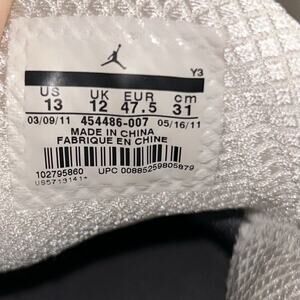 Y3
US UK EUR cm
13 12 47.5 31
03/09/11 454486-007 05/16/11
MADE IN CHINA
FABRIQUE EN CHINE
102795860 UPC 00885259805879
US5713141+